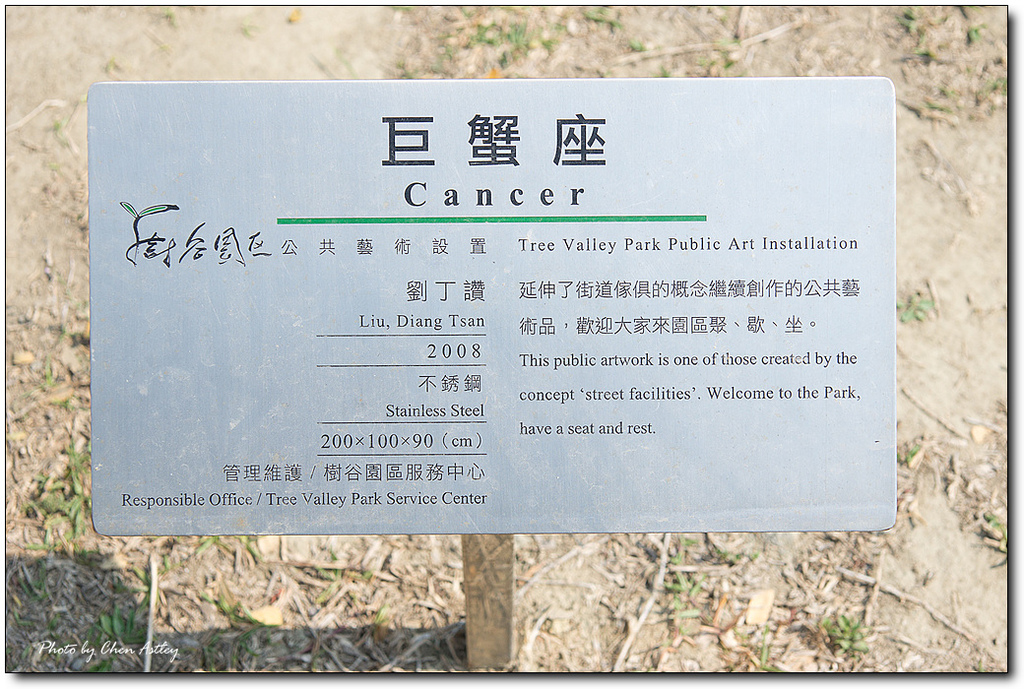 巨蟹座
Cancer
樹谷園区 公共藝術設置
Tree Valley Park Public Art Installation
劉丁讚
Liu, Diang Tsan
2008
不銹鋼
Stainless Steel
200×100×90（cm）
管理維護 / 樹谷園區服務中心
Responsible Office / Tree Valley Park Service Center
延伸了街道傢俱的概念繼續創作的公共藝
術品，歡迎大家來園區聚、歇、坐。
This public artwork is one of those created by the
concept ‘street facilities’. Welcome to the Park,
have a seat and rest.
Photo by Chen Astley